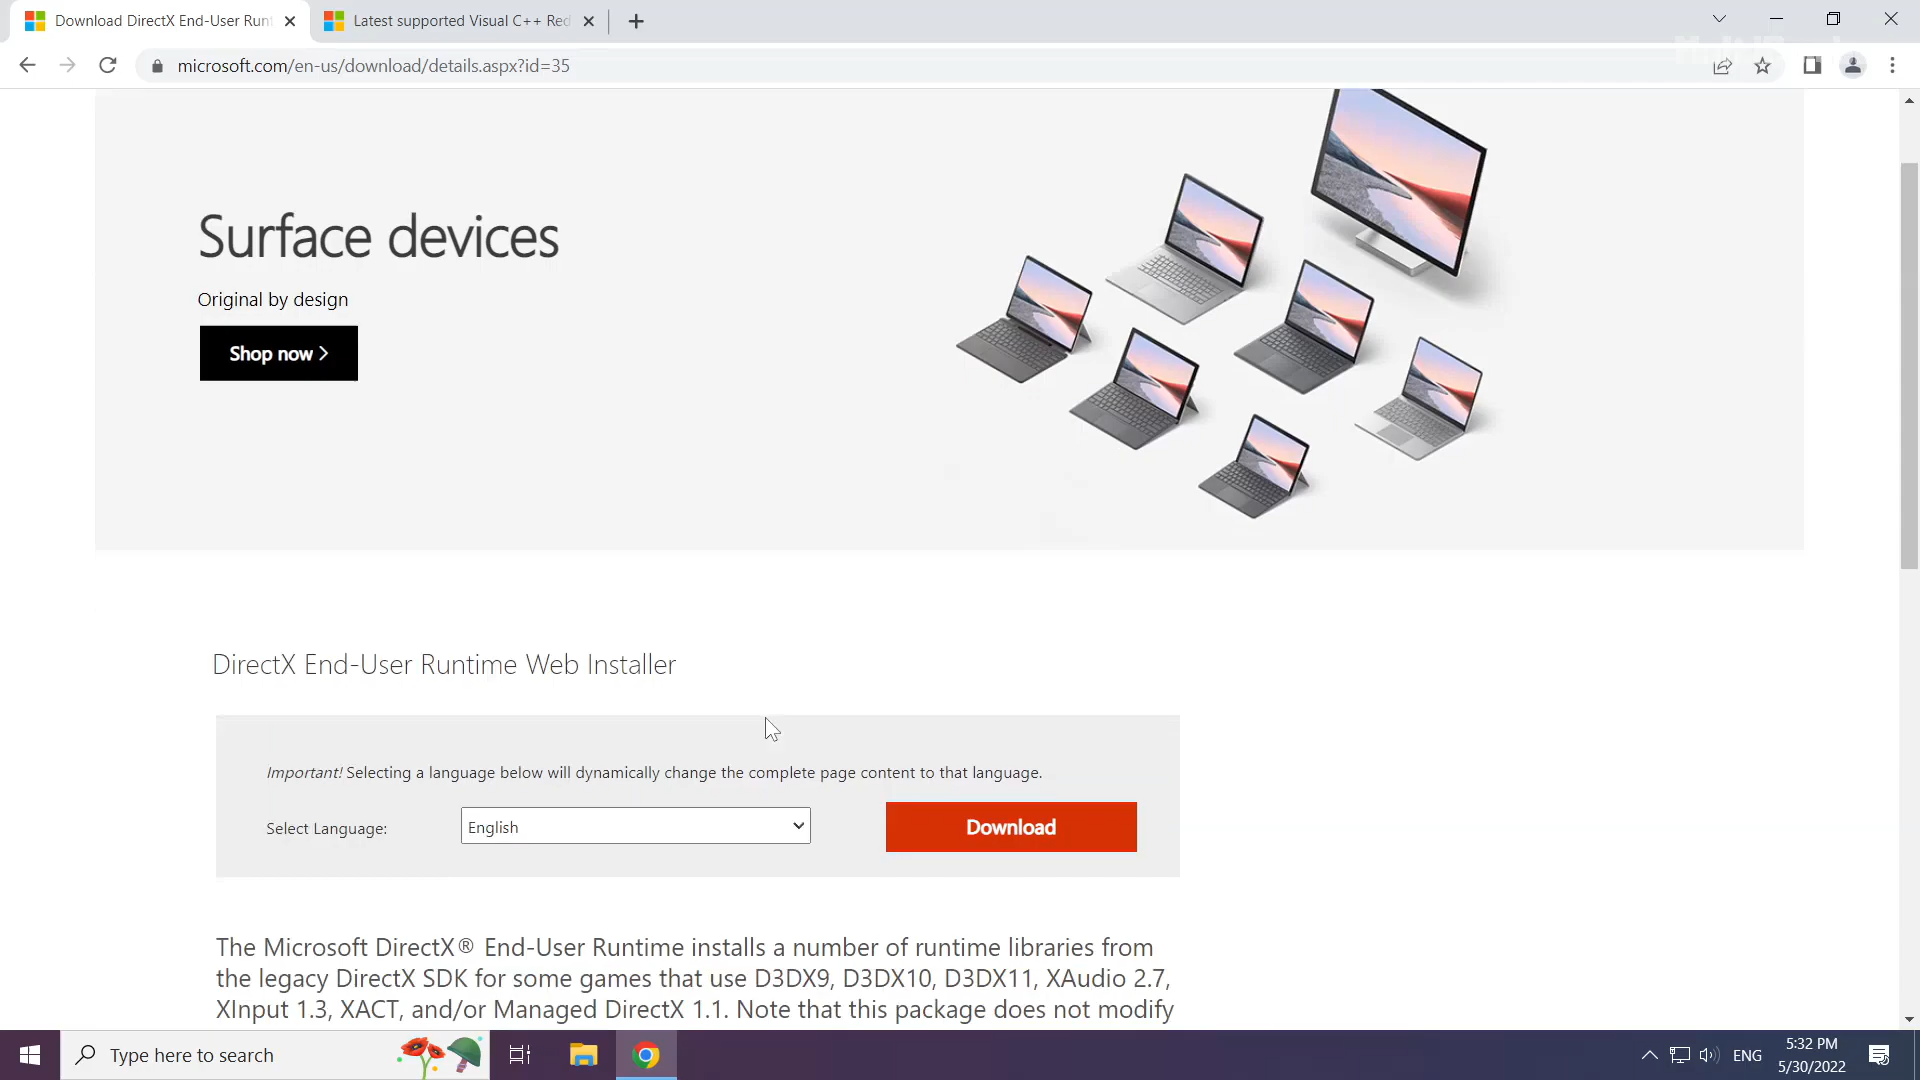 Download DirectX End-User Runt
Latest supported Visual C++ Red
microsoft.com/en-us/download/details.aspx?id=35
Surface devices
Original by design
Shop now
DirectX End-User Runtime Web Installer
Important! Selecting a language below will dynamically change the complete page content to that language.
Select Language:
English
Download
The Microsoft DirectX® End-User Runtime installs a number of runtime libraries from
the legacy DirectX SDK for some games that use D3DX9, D3DX10, D3DX11, XAudio 2.7,
XInput 1.3, XACT, and/or Managed DirectX 1.1. Note that this package does not modify
Type here to search
ENG
5:32 PM
5/30/2022